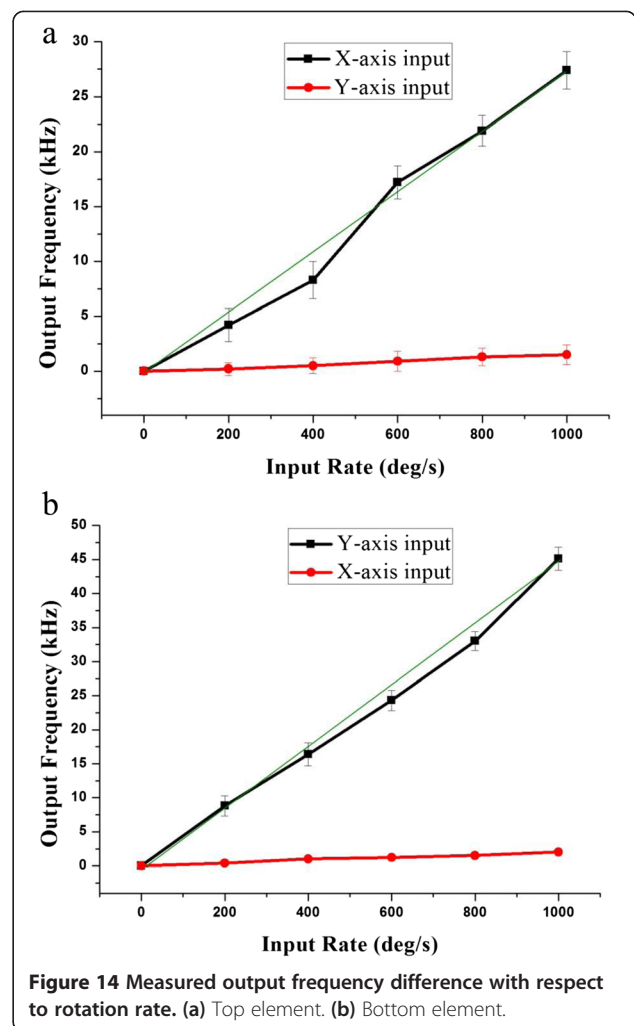 a
X-axis input
Y-axis input
30
25
20
15
10
5
0
Output Frequency (kHz)
0 200 400 600 800 1000
Input Rate (deg/s)
b
Y-axis input
X-axis input
50
45
40
35
30
25
20
15
10
5
0
Output Frequency (kHz)
0 200 400 600 800 1000
Input Rate (deg/s)
Figure 14 Measured output frequency difference with respect
to rotation rate. (a) Top element. (b) Bottom element.